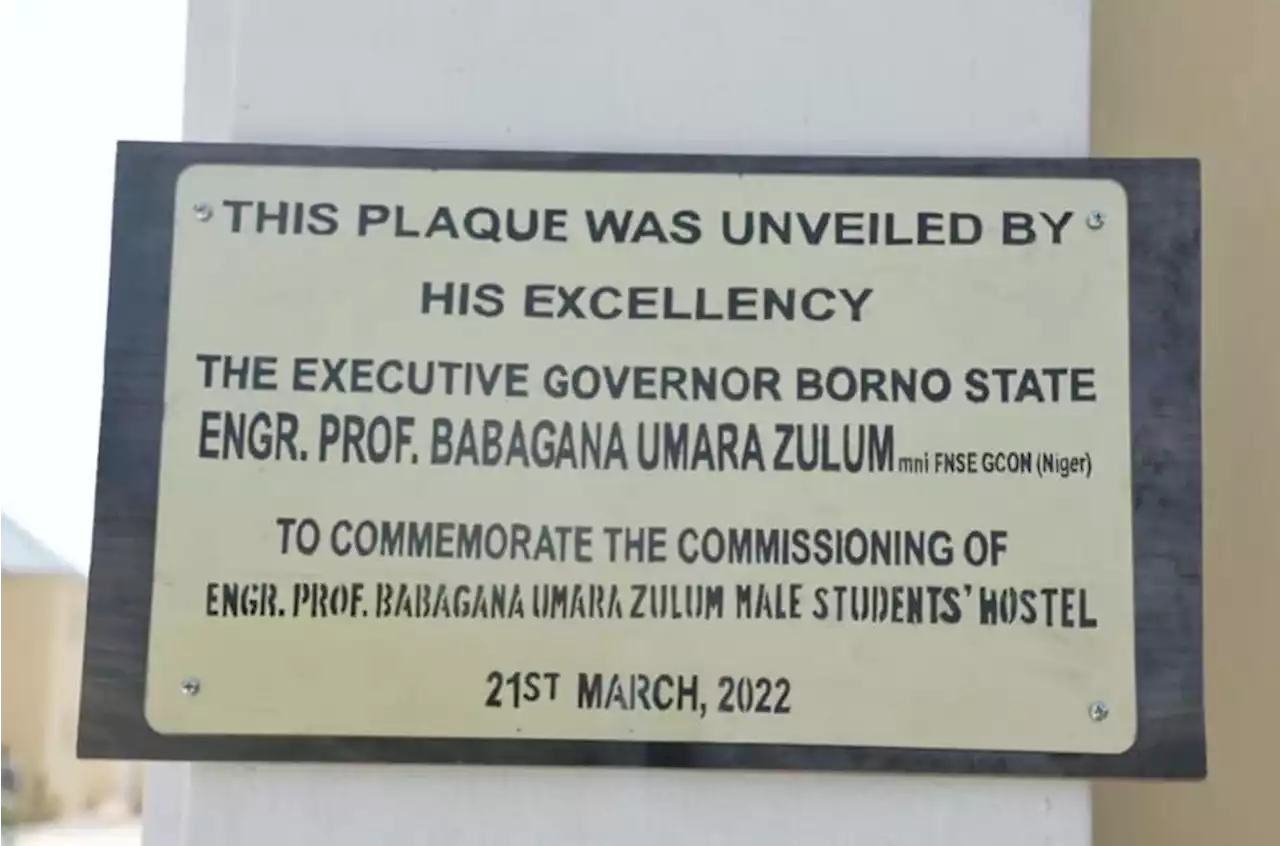 THIS PLAQUE WAS UNVEILED BY
HIS EXCELLENCY
THE EXECUTIVE GOVERNOR BORNO STATE
ENGR. PROF. BABAGANA UMARA ZULUM mni FNSE GCON (Niger)
TO COMMEMORATE THE COMMISSIONING OF
ENGR. PROF. BABAGANA UMARA ZULUM MALE STUDENTS' HOSTEL
21ST MARCH, 2022